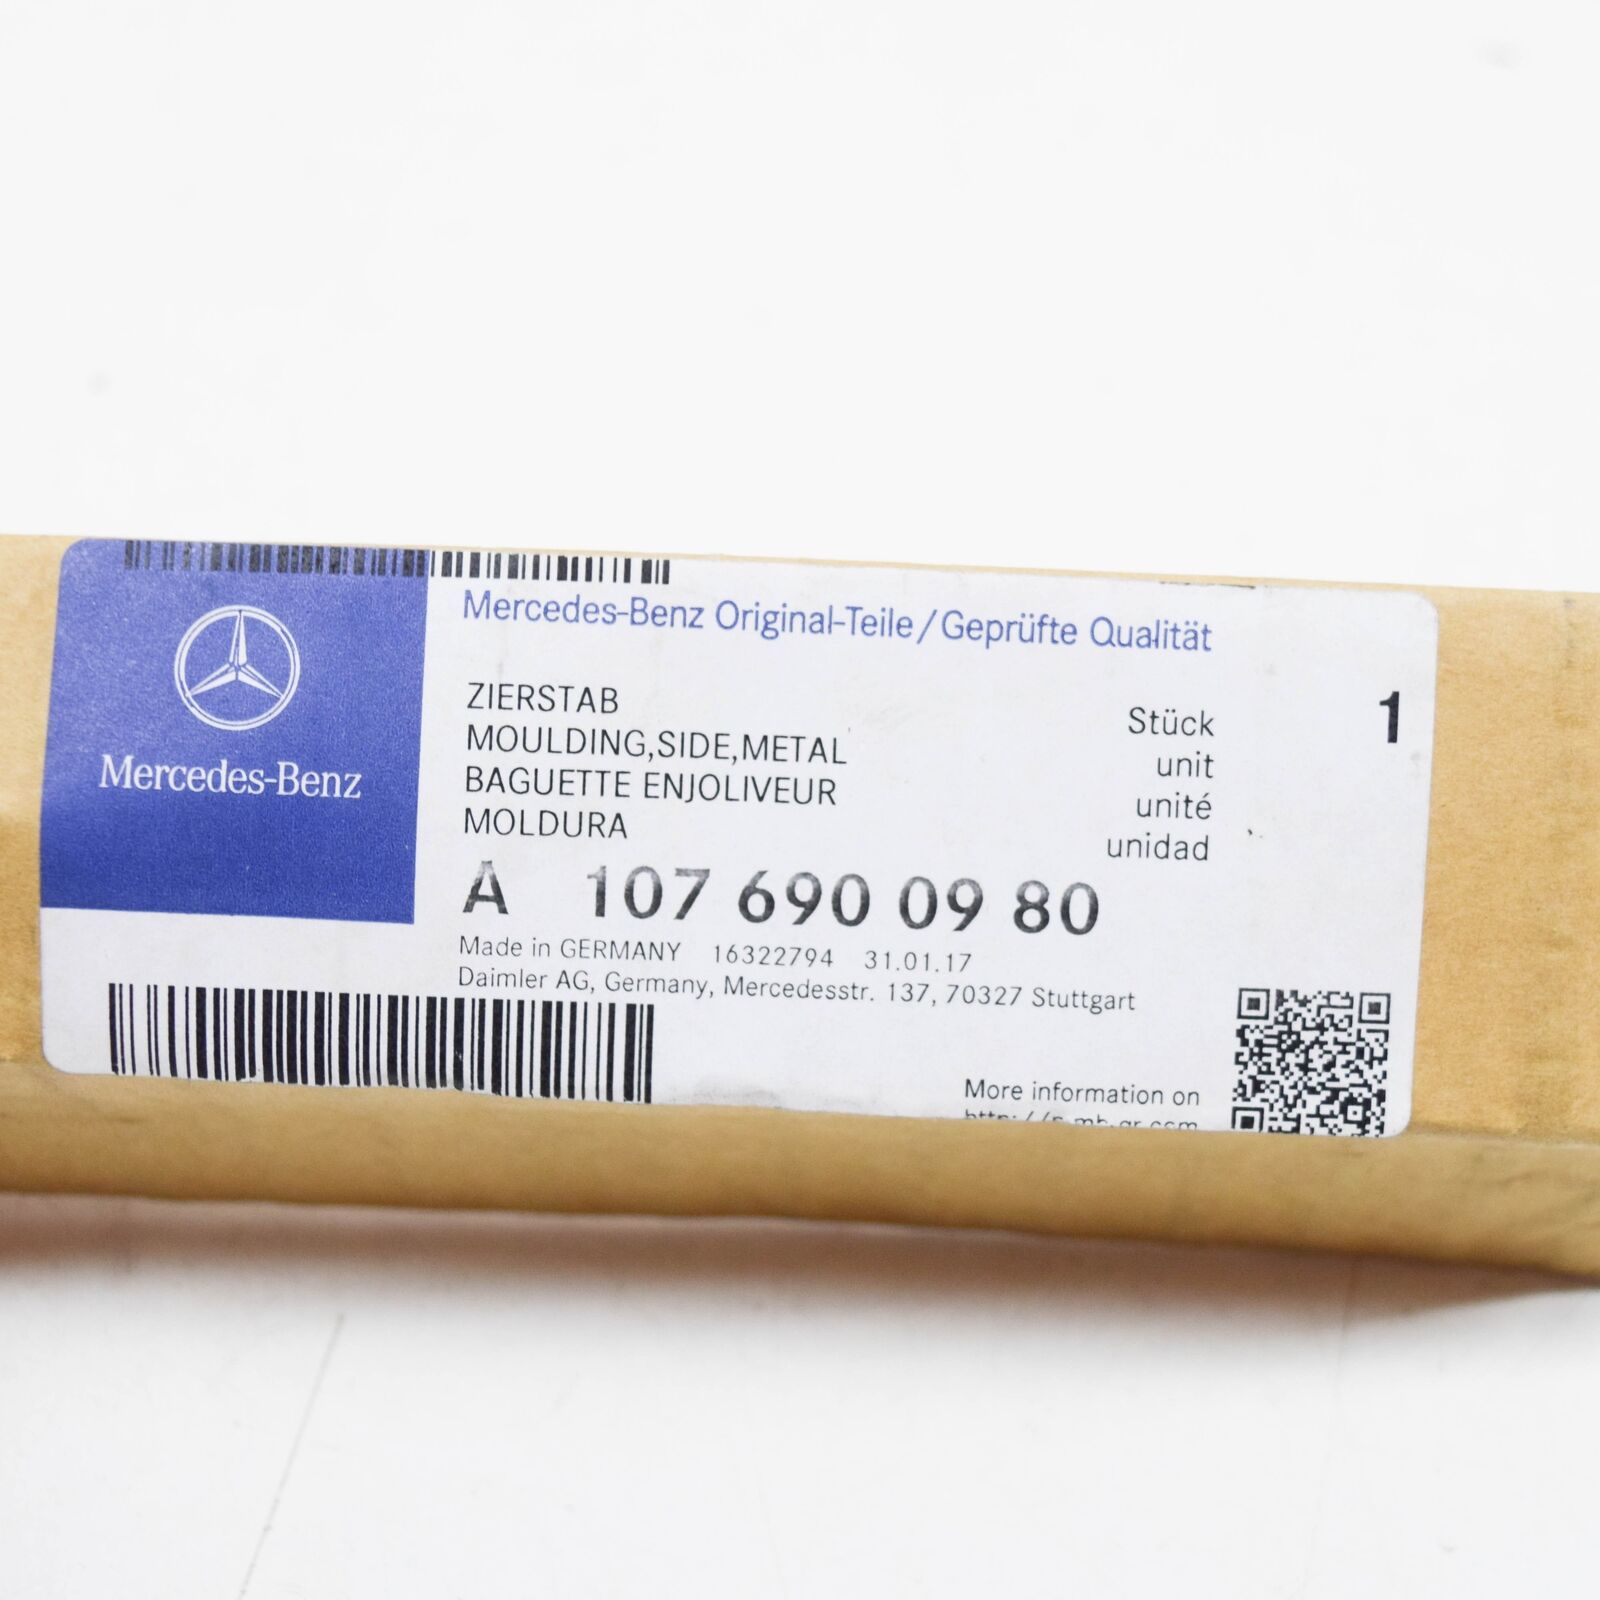 Mercedes-Benz
Mercedes-Benz Original-Teile/Geprüfte Qualität
ZIERSTAB
MOULDING,SIDE,METAL
BAGUETTE ENJOLIVEUR
MOLDURA
Stück 1
unit
unité
unidad
A 107 690 09 80
Made in GERMANY 16322794 31.01.17
Daimler AG, Germany, Mercedesstr. 137, 70327 Stuttgart
More information on